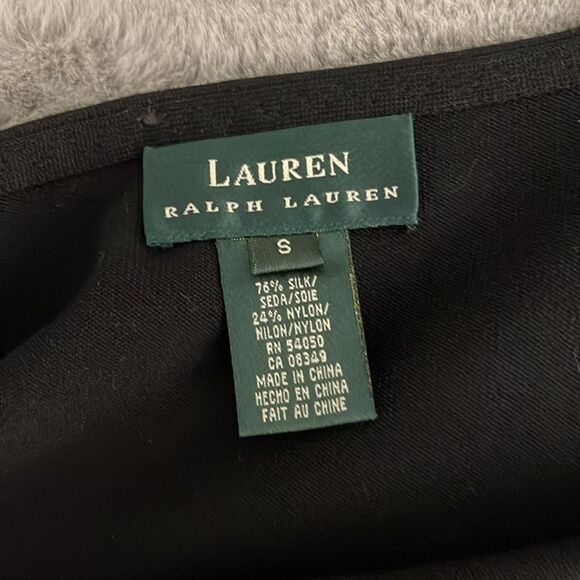 LAUREN
RALPH LAUREN
S
76% SILK/
SEDA/SOIE
24% NYLON/
NILON/NYLON
RN 54050
CA 08349
MADE IN CHINA
HECHO EN CHINA
FAIT AU CHINE